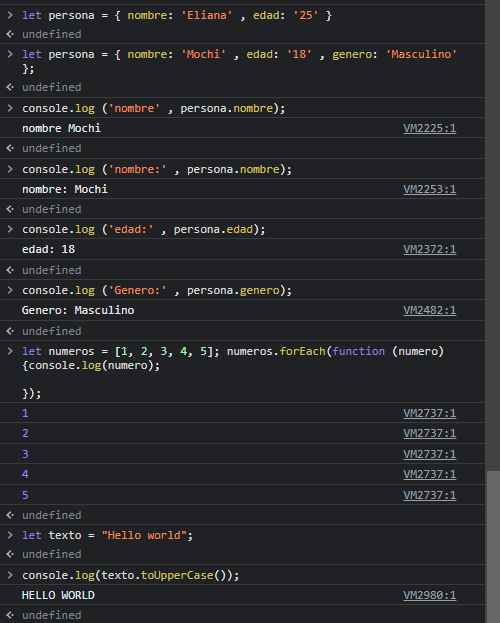 let persona = { nombre: 'Eliana' , edad: '25' }
undefined
let persona = { nombre: 'Mochi' , edad: '18' , genero: 'Masculino'
};
undefined
console.log ('nombre' , persona.nombre);
nombre Mochi VM2225:1
undefined
console.log ('nombre:' , persona.nombre);
nombre: Mochi VM2253:1
undefined
console.log ('edad:' , persona.edad);
edad: 18 VM2372:1
undefined
console.log ('Genero:' , persona.genero);
Genero: Masculino VM2482:1
undefined
let numeros = [1, 2, 3, 4, 5]; numeros.forEach(function (numero)
{console.log(numero);
});
1 VM2737:1
2 VM2737:1
3 VM2737:1
4 VM2737:1
5 VM2737:1
undefined
let texto = "Hello world";
undefined
console.log(texto.toUpperCase());
HELLO WORLD VM2980:1
undefined